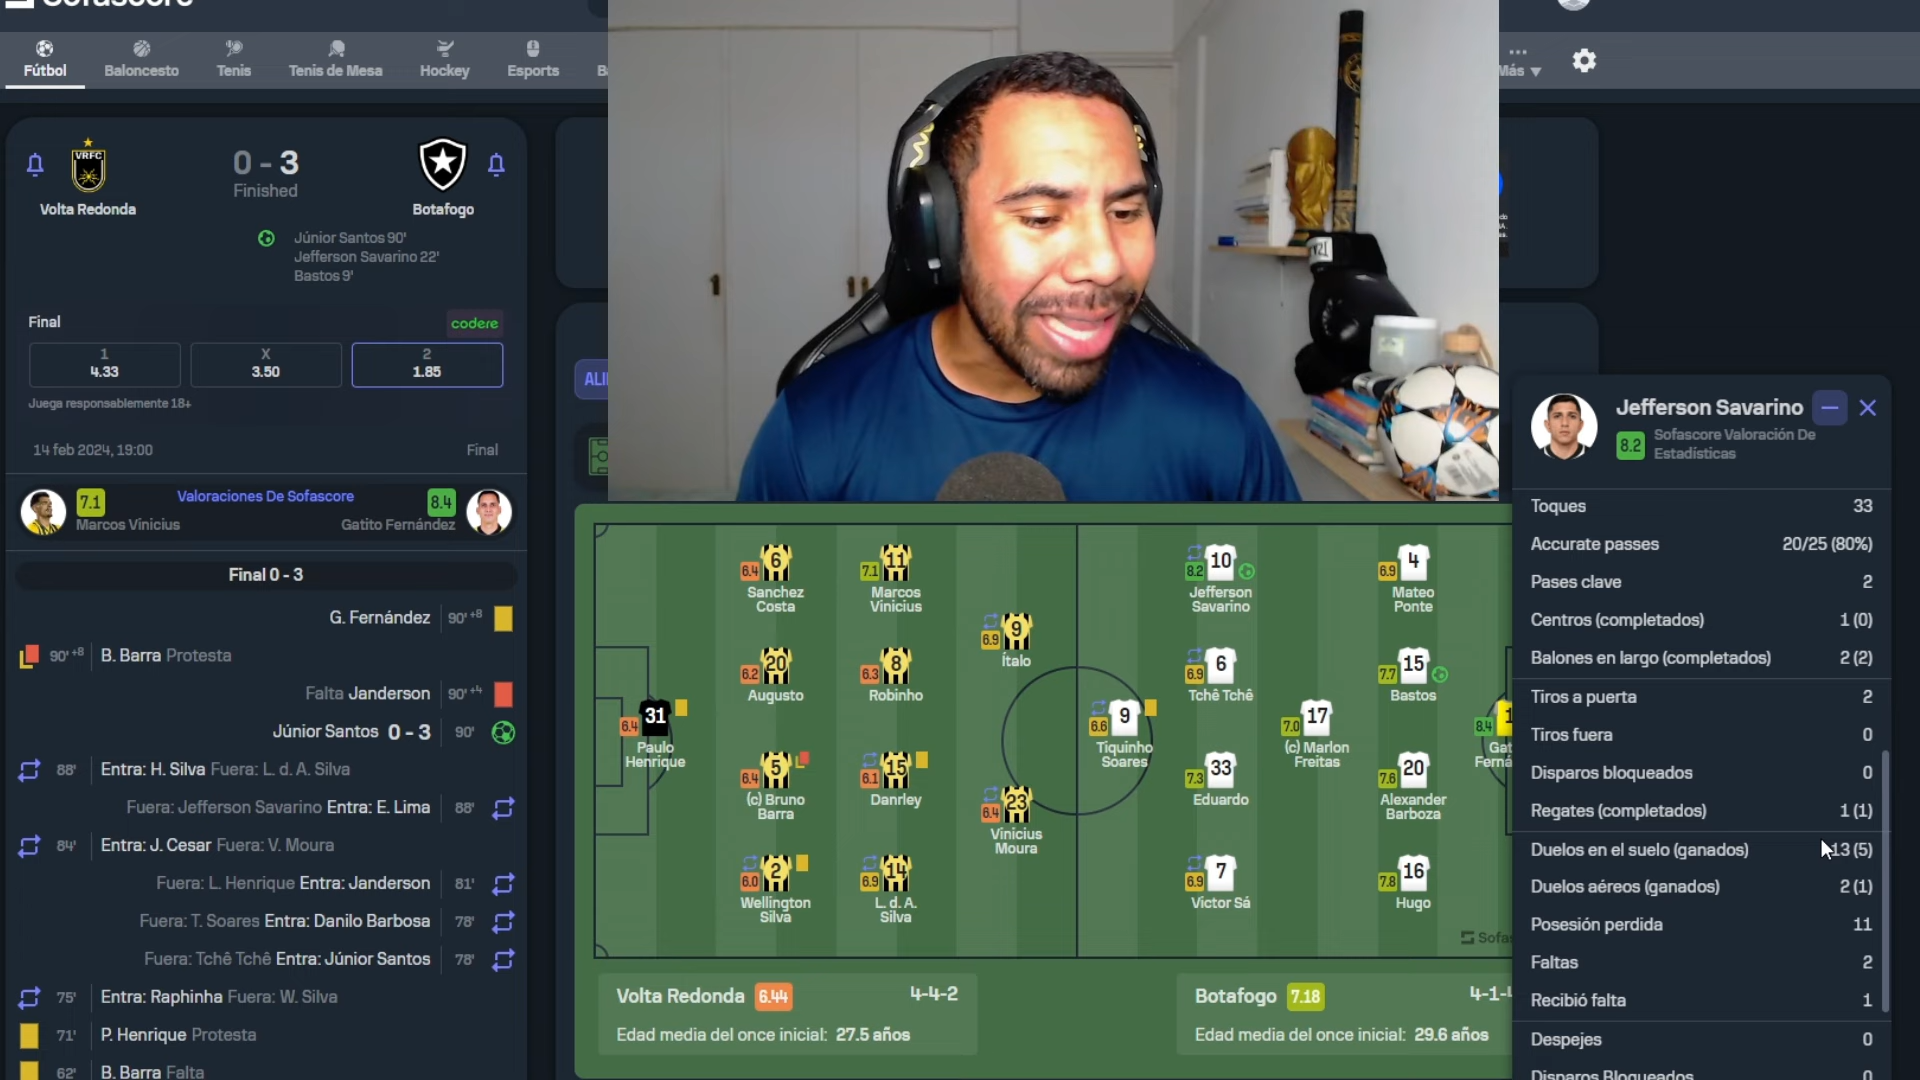 Sofascore
Fútbol
Baloncesto
Tenis
Tenis de Mesa
Hockey
Esports
Más
VRFC
0 - 3
Finished
Volta Redonda
Botafogo
Júnior Santos 90'
Jefferson Savarino 22'
Bastos 9'
Final
codere
1
4.33
X
3.50
2
1.85
Juega responsablemente 18+
14 feb 2024, 19:00
Final
7.1
Valoraciones De Sofascore
8.4
Marcos Vinicius
Gatito Fernández
Final 0 - 3
G. Fernández 90'+8
90'+8 B. Barra Protesta
Falta Janderson 90'+4
Júnior Santos 0 - 3 90'
88' Entra: H. Silva Fuera: L. d. A. Silva
Fuera: Jefferson Savarino Entra: E. Lima 88'
84' Entra: J. Cesar Fuera: V. Moura
Fuera: L. Henrique Entra: Janderson 81'
Fuera: T. Soares Entra: Danilo Barbosa 78'
Fuera: Tchê Tchê Entra: Júnior Santos 78'
75' Entra: Raphinha Fuera: W. Silva
71' P. Henrique Protesta
62' B. Barra Falta
31
6.4
Paulo
Henrique
6
6.4
Sanchez
Costa
20
6.2
Augusto
5
6.4
(c) Bruno
Barra
2
6.0
Wellington
Silva
11
7.1
Marcos
Vinicius
8
6.3
Robinho
15
6.1
Danrley
14
6.9
L. d. A.
Silva
9
6.9
Ítalo
23
6.4
Vinicius
Moura
9
6.6
Tiquinho
Soares
10
8.2
Jefferson
Savarino
6
6.9
Tchê Tchê
33
7.3
Eduardo
7
6.9
Victor Sá
17
7.0
(c) Marlon
Freitas
4
6.9
Mateo
Ponte
15
7.7
Bastos
20
7.6
Alexander
Barboza
16
7.8
Hugo
8.4
Volta Redonda 6.44 4-4-2
Edad media del once inicial: 27.5 años
Botafogo 7.18
Edad media del once inicial: 29.6 años
Jefferson Savarino
8.2
Sofascore Valoración De
Estadísticas
Toques 33
Accurate passes 20/25 (80%)
Pases clave 2
Centros (completados) 1 (0)
Balones en largo (completados) 2 (2)
Tiros a puerta 2
Tiros fuera 0
Disparos bloqueados 0
Regates (completados) 1 (1)
Duelos en el suelo (ganados) 13 (5)
Duelos aéreos (ganados) 2 (1)
Posesión perdida 11
Faltas 2
Recibió falta 1
Despejes 0
Disparos Bloqueados 0